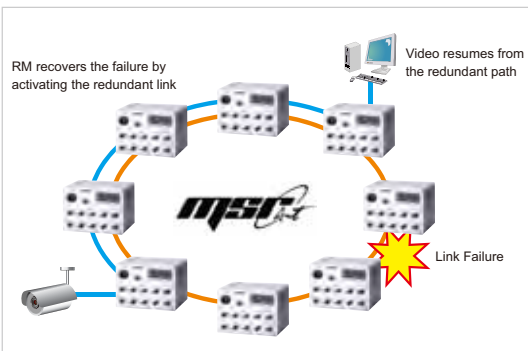 RM recovers the failure by
activating the redundant link
Video resumes from
the redundant path
msr
Link Failure